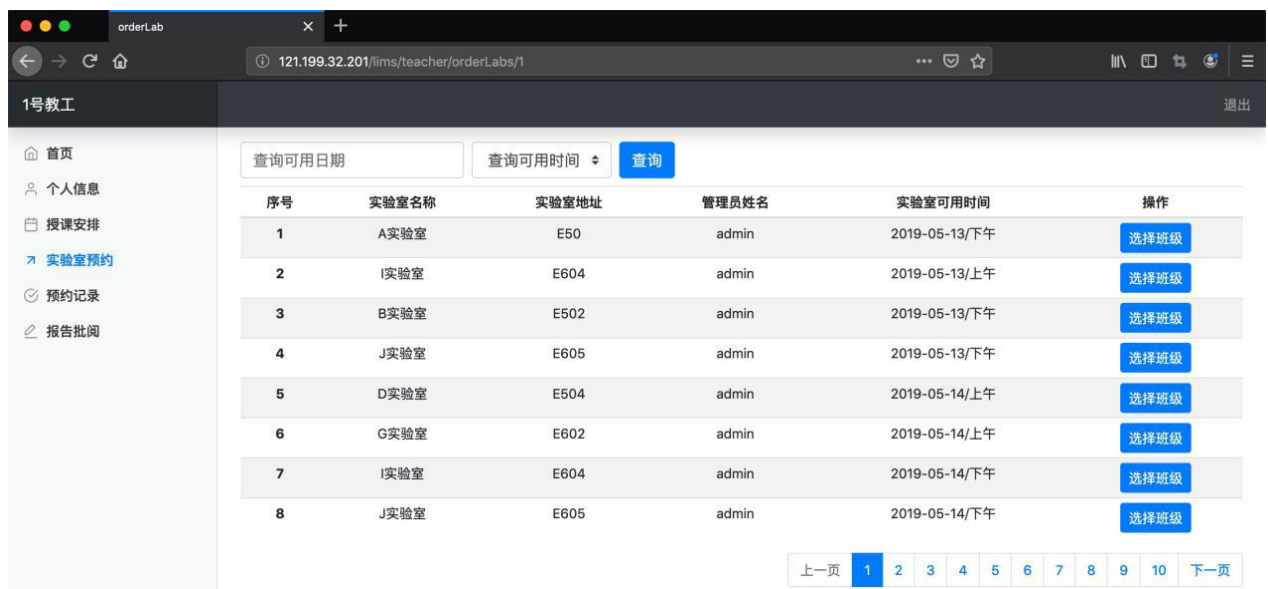 orderLab
121.199.32.201/lims/teacher/orderLabs/1
1号教工 退出
首页
个人信息
授课安排
实验室预约
预约记录
报告批阅
查询可用日期 查询可用时间 查询
序号 实验室名称 实验室地址 管理员姓名 实验室可用时间 操作
1 A实验室 E50 admin 2019-05-13/下午 选择班级
2 I实验室 E604 admin 2019-05-13/上午 选择班级
3 B实验室 E502 admin 2019-05-13/下午 选择班级
4 J实验室 E605 admin 2019-05-13/下午 选择班级
5 D实验室 E504 admin 2019-05-14/上午 选择班级
6 G实验室 E602 admin 2019-05-14/上午 选择班级
7 I实验室 E604 admin 2019-05-14/下午 选择班级
8 J实验室 E605 admin 2019-05-14/下午 选择班级
上一页 1 2 3 4 5 6 7 8 9 10 下一页